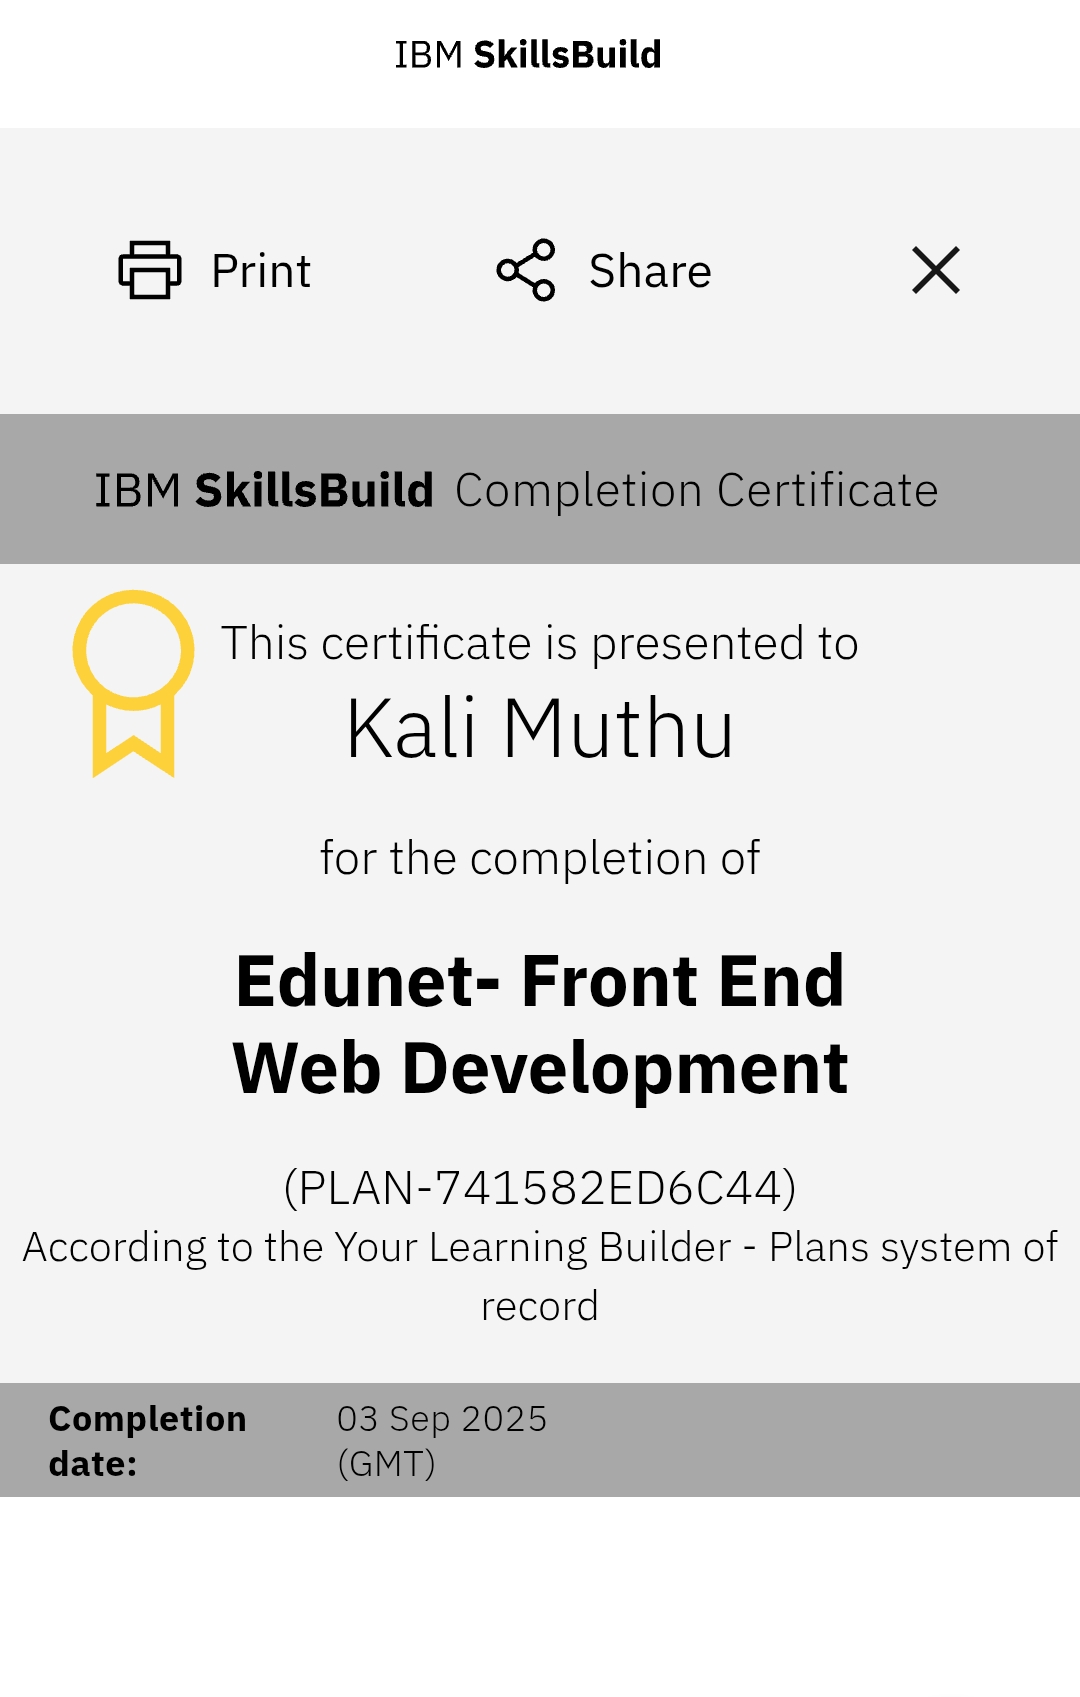 IBM SkillsBuild
Print
Share
IBM SkillsBuild Completion Certificate
This certificate is presented to
Kali Muthu
for the completion of
Edunet- Front End
Web Development
(PLAN-741582ED6C44)
According to the Your Learning Builder - Plans system of
record
Completion
date:
03 Sep 2025
(GMT)